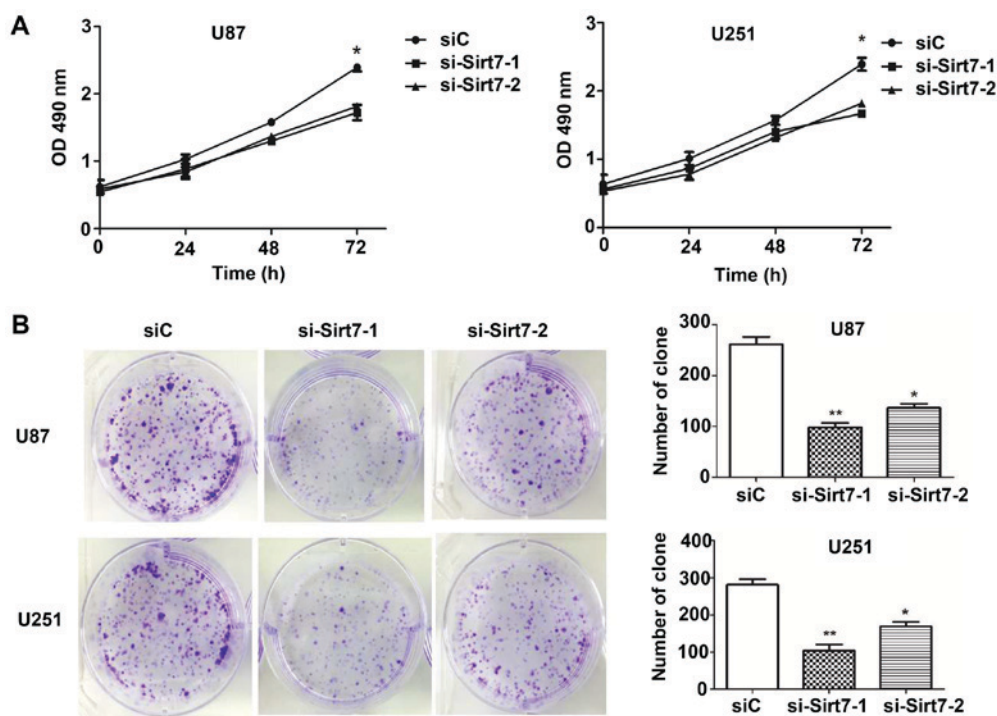 A
U87
OD 490 nm
3
2
1
0
0 24 48 72
Time (h)
*
siC
si-Sirt7-1
si-Sirt7-2
U251
OD 490 nm
3
2
1
0
0 24 48 72
Time (h)
*
siC
si-Sirt7-1
si-Sirt7-2
B
siC si-Sirt7-1 si-Sirt7-2
U87
U251
U87
Number of clone
300
200
100
0
** *
siC si-Sirt7-1 si-Sirt7-2
U251
Number of clone
400
300
200
100
0
** *
siC si-Sirt7-1 si-Sirt7-2